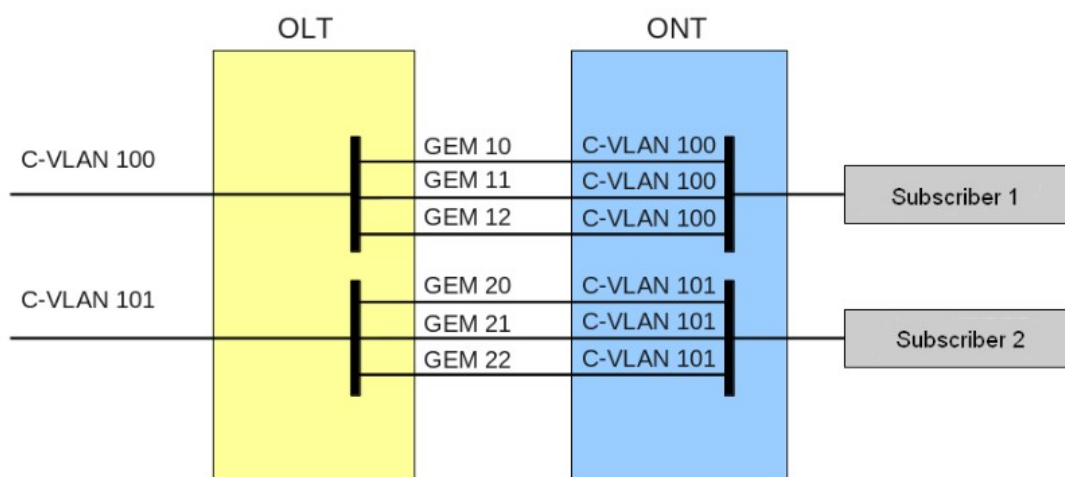 OLT
ONT
C-VLAN 100
GEM 10
C-VLAN 100
GEM 11
C-VLAN 100
GEM 12
C-VLAN 100
Subscriber 1
C-VLAN 101
GEM 20
C-VLAN 101
GEM 21
C-VLAN 101
GEM 22
C-VLAN 101
Subscriber 2